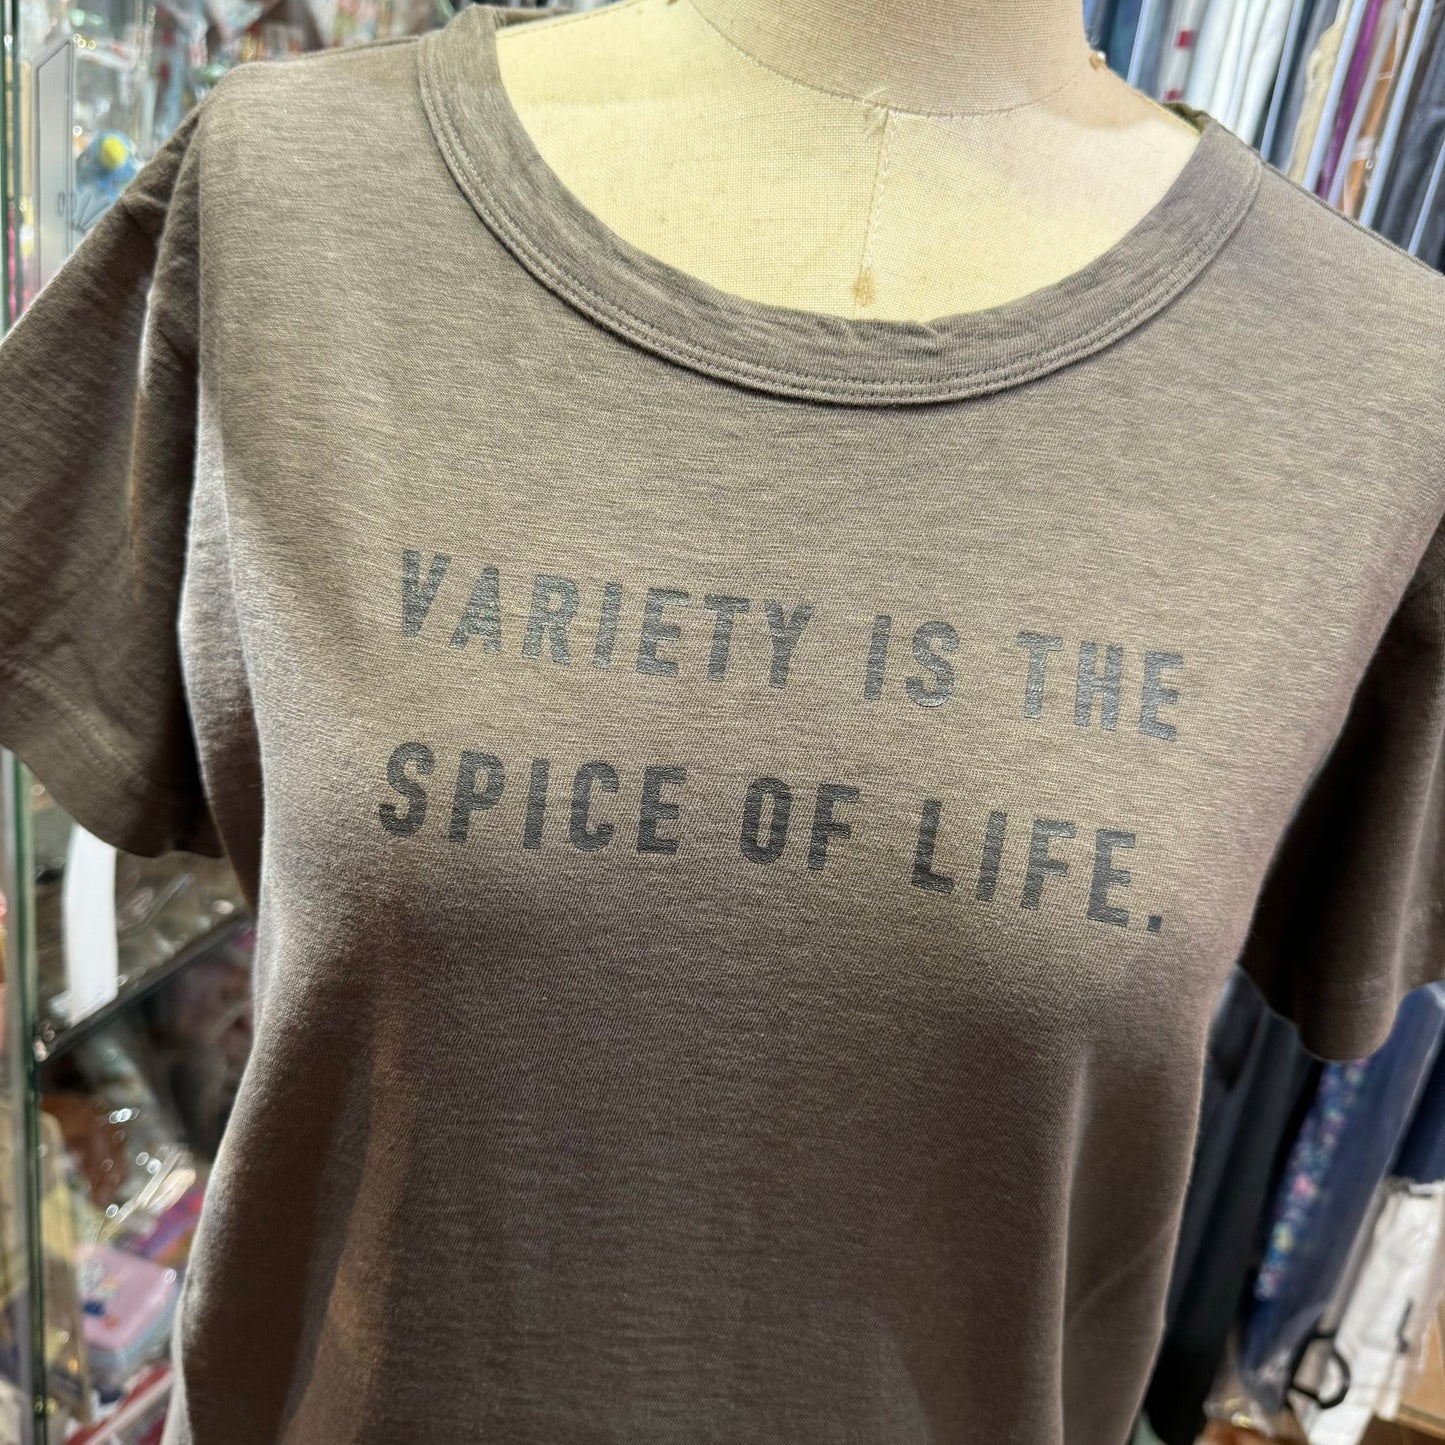 VARIETY IS THE
SPICE OF LIFE.